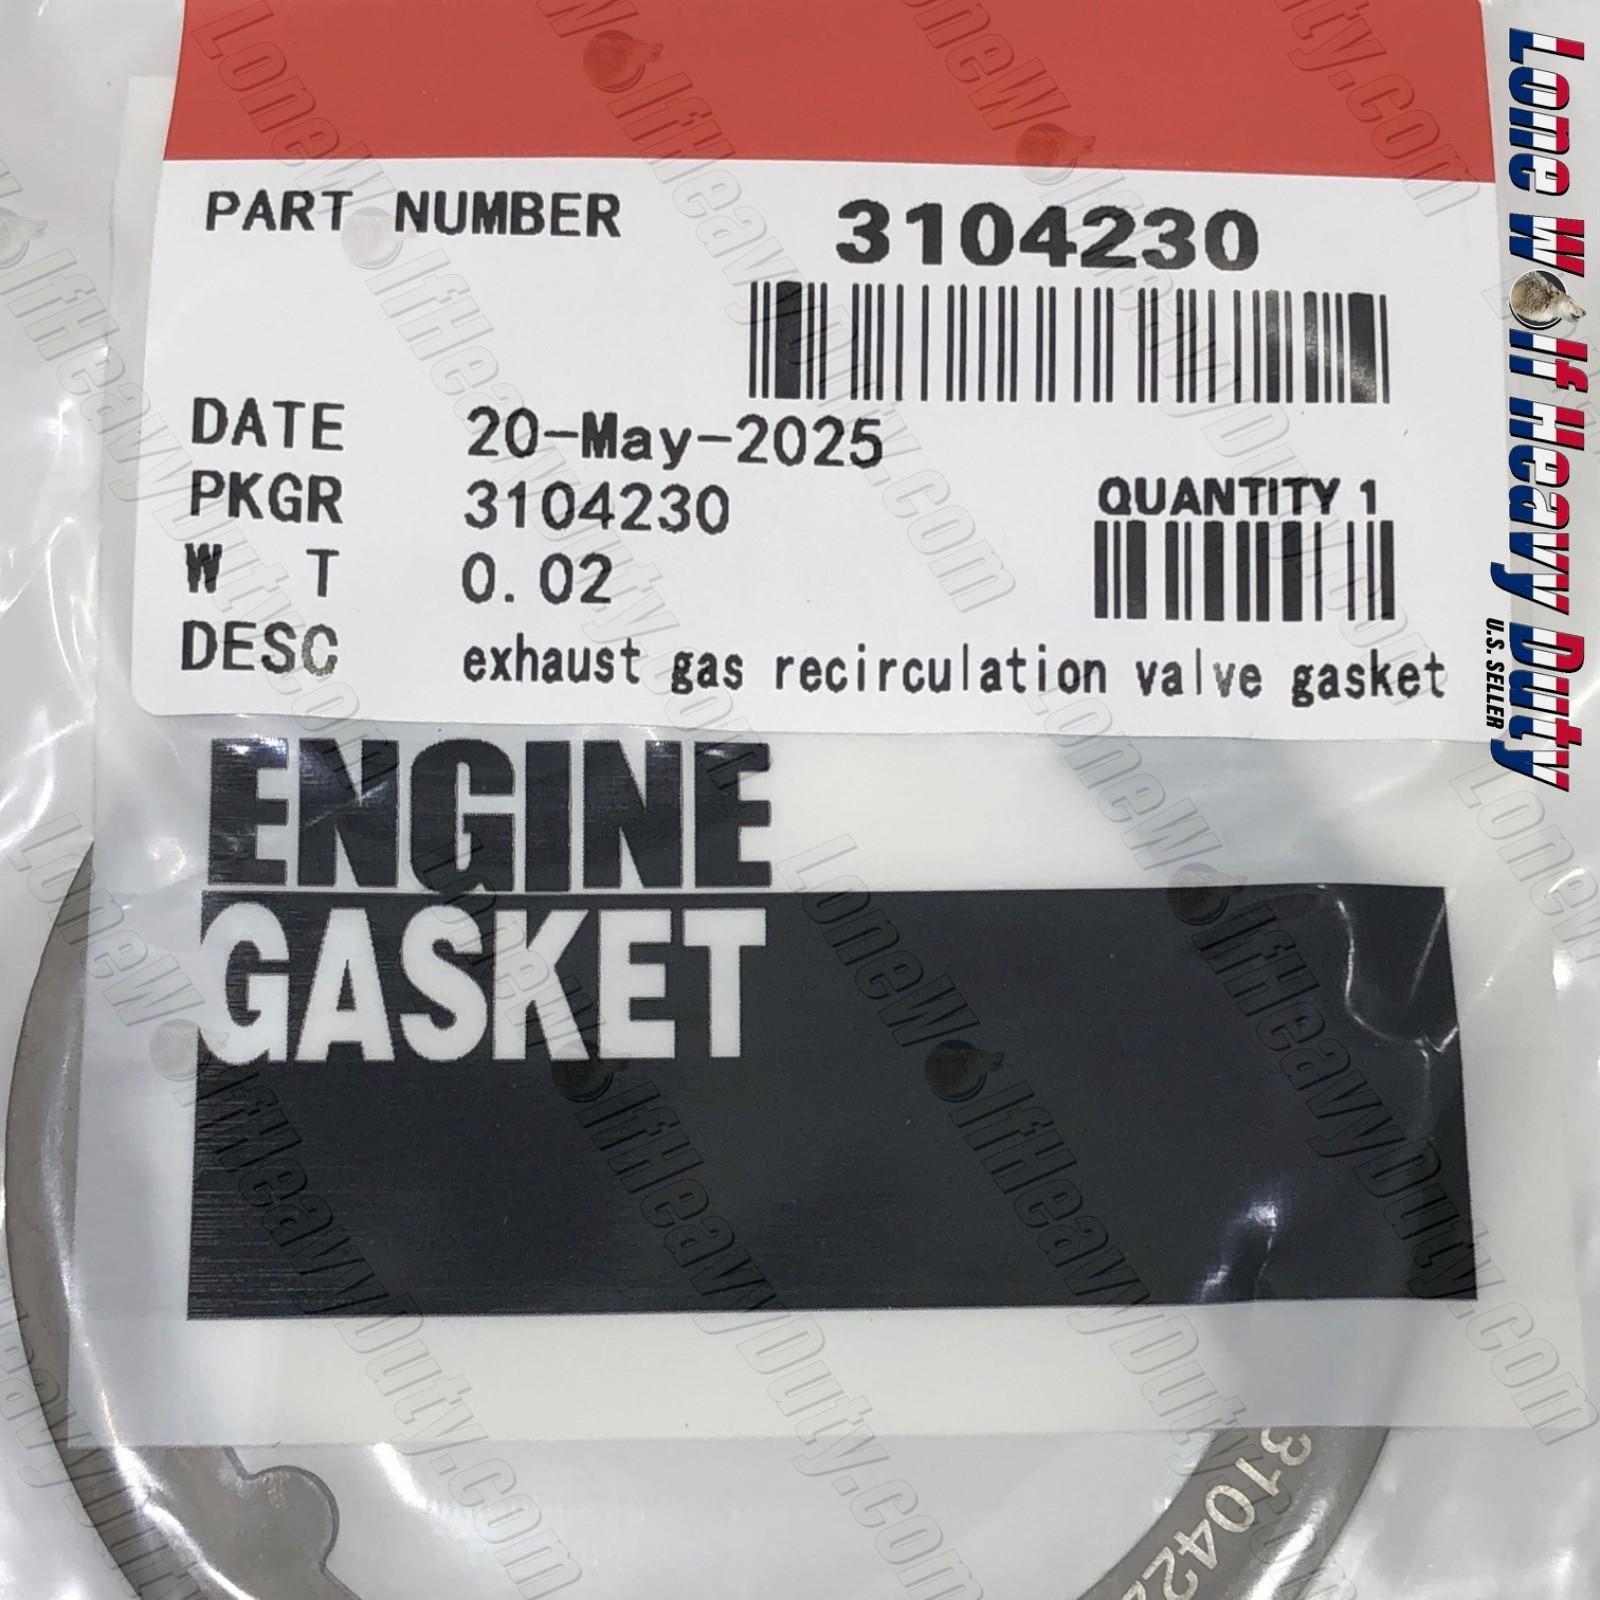 PART NUMBER 3104230
DATE 20-May-2025
PKGR 3104230
QUANTITY 1
W T 0.02
DESC exhaust gas recirculation valve gasket
ENGINE
GASKET
310422
Lone Wolf Heavy Duty
U.S. SELLER
LoneWolfHeavyDuty.com